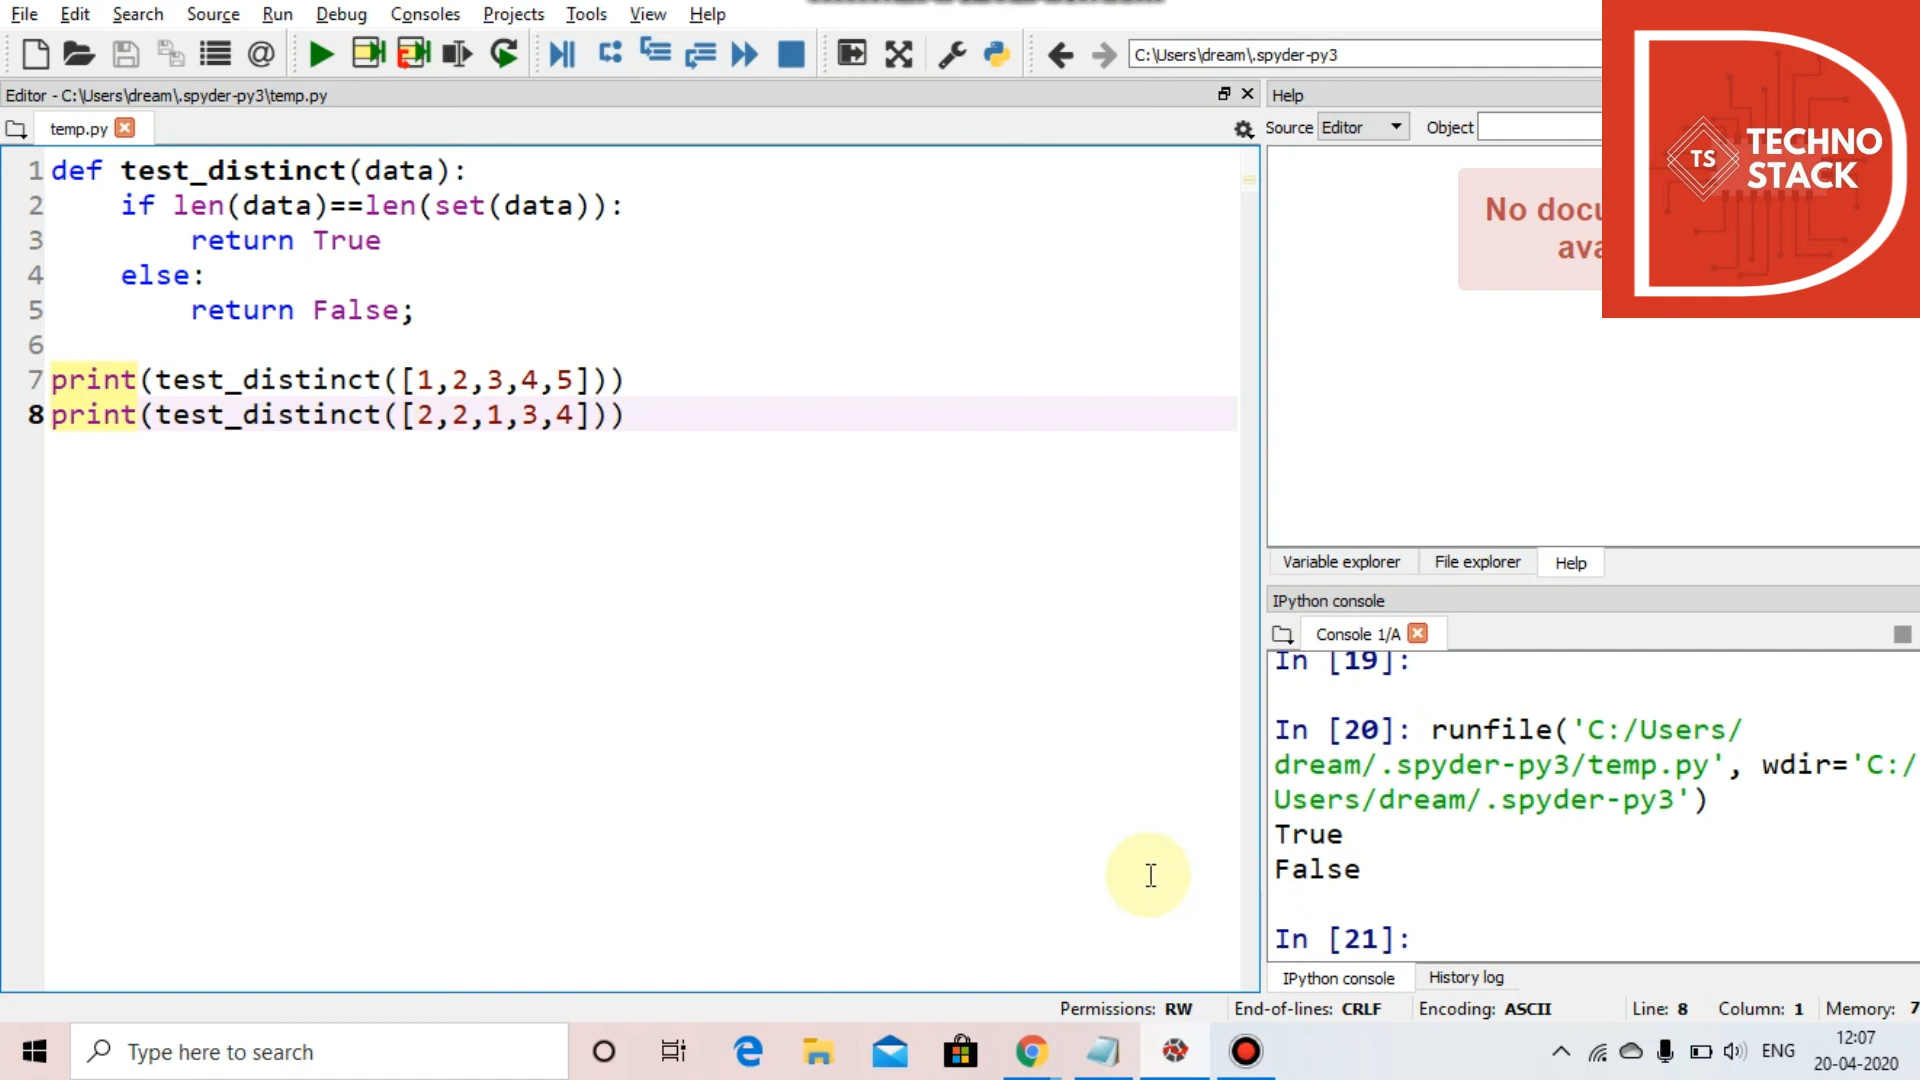 File Edit Search Source Run Debug Consoles Projects Tools View Help
C:\Users\dream\.spyder-py3
Editor - C:\Users\dream\.spyder-py3\temp.py
Help
temp.py
Source Editor Object
1 def test_distinct(data):
2 if len(data)==len(set(data)):
3 return True
4 else:
5 return False;
6
7 print(test_distinct([1,2,3,4,5]))
8 print(test_distinct([2,2,1,3,4]))
TS
TECHNO
STACK
No docu
ava
Variable explorer File explorer Help
IPython console
Console 1/A
In [19]:
In [20]: runfile('C:/Users/
dream/.spyder-py3/temp.py', wdir='C:/
Users/dream/.spyder-py3')
True
False
In [21]:
IPython console History log
Permissions: RW End-of-lines: CRLF Encoding: ASCII Line: 8 Column: 1 Memory: 7
Type here to search
ENG
12:07
20-04-2020